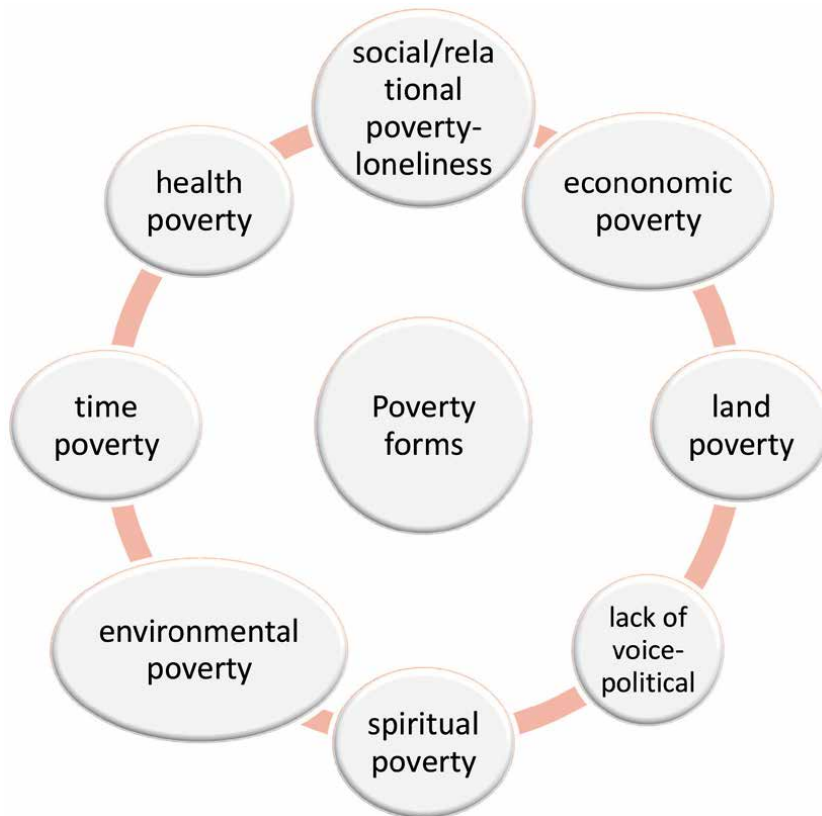 social/rela
tional
poverty-
loneliness
econonomic
poverty
land
poverty
lack of
voice-
political
spiritual
poverty
environmental
poverty
time
poverty
health
poverty
Poverty
forms